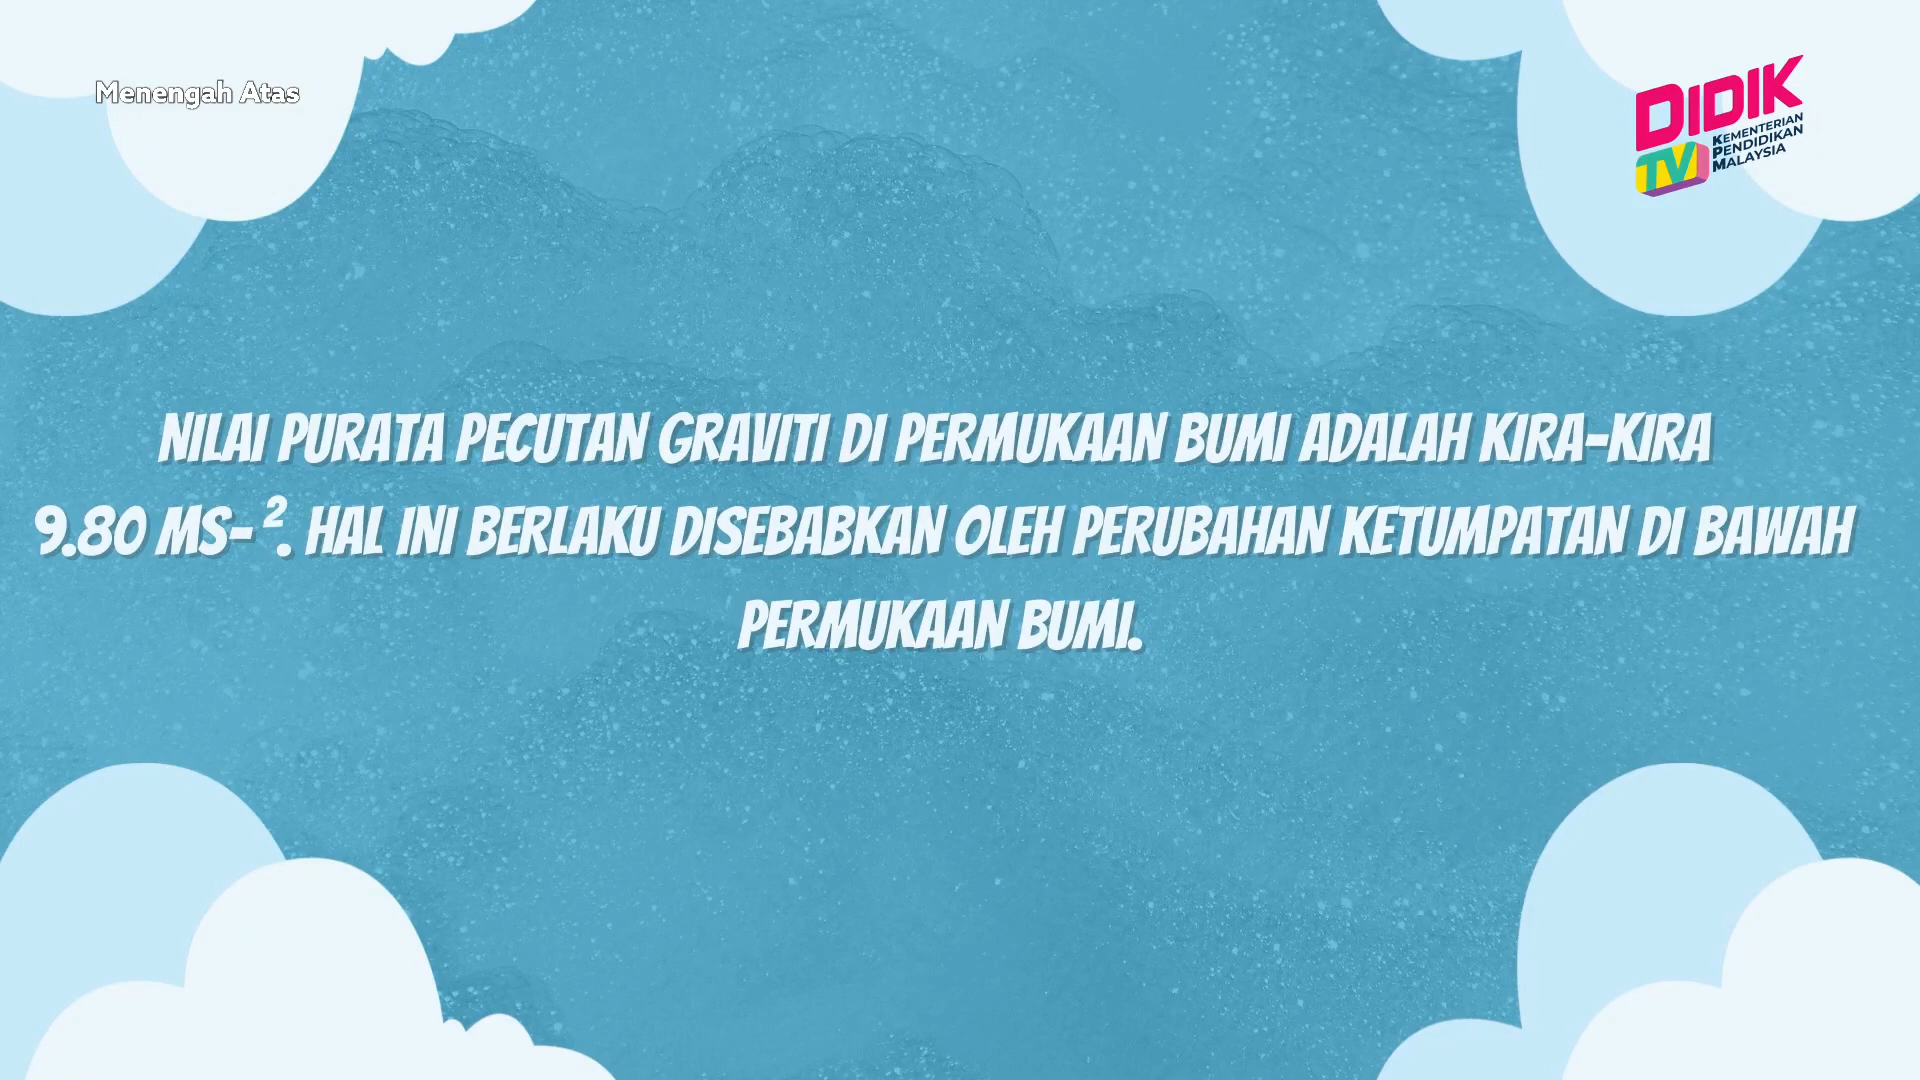 Menengah Atas
DIDIK
TV
KEMENTERIAN
PENDIDIKAN
MALAYSIA
NILAI PURATA PECUTAN GRAVITI DI PERMUKAAN BUMI ADALAH KIRA-KIRA
9.80 MS-². HAL INI BERLAKU DISEBABKAN OLEH PERUBAHAN KETUMPATAN DI BAWAH
PERMUKAAN BUMI.